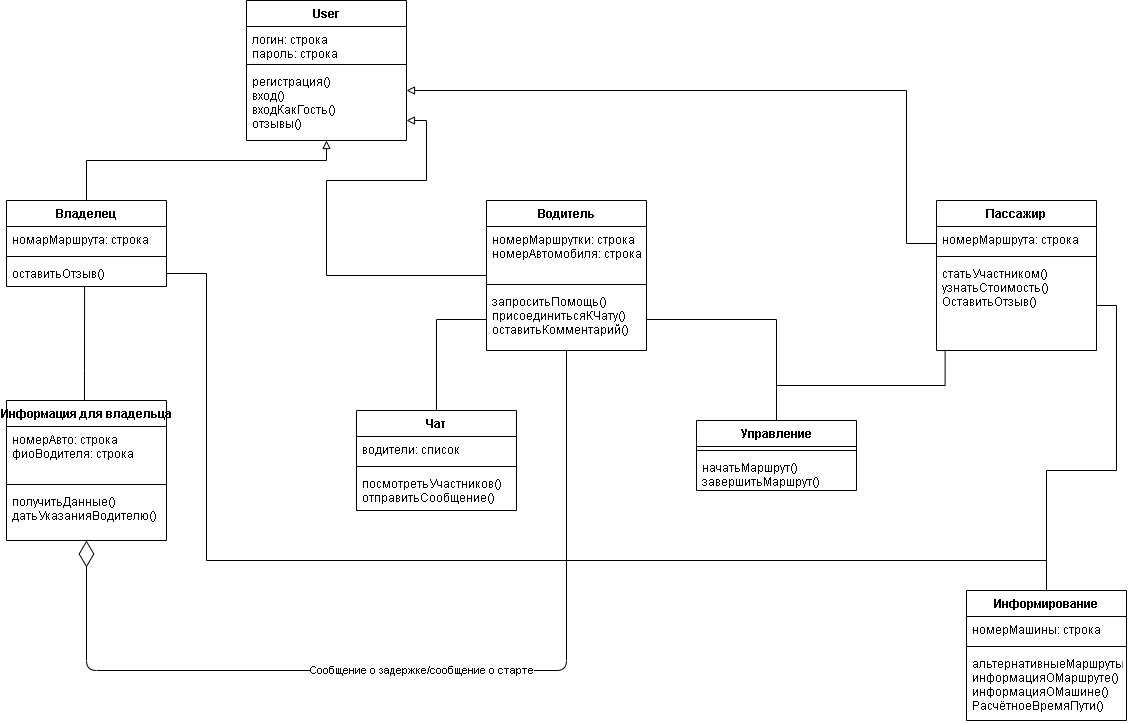 User
логин: строка
пароль: строка
регистрация()
вход()
входКакГость()
отзывы()
Владелец
номарМаршрута: строка
оставитьОтзыв()
Водитель
номерМаршрутки: строка
номерАвтомобиля: строка
запроситьПомощь()
присоединитьсяКЧату()
оставитьКомментарий()
Пассажир
номерМаршрута: строка
статьУчастником()
узнатьСтоимость()
ОставитьОтзыв()
Информация для владельца
номерАвто: строка
фиоВодителя: строка
получитьДанные()
датьУказанияВодителю()
Чат
водители: список
посмотретьУчастников()
отправитьСообщение()
Управление
начатьМаршрут()
завершитьМаршрут()
Информирование
номерМашины: строка
альтернативныеМаршруты
информацияОМаршруте()
информацияОМашине()
РасчётноеВремяПути()
Сообщение о задержке/сообщение о старте